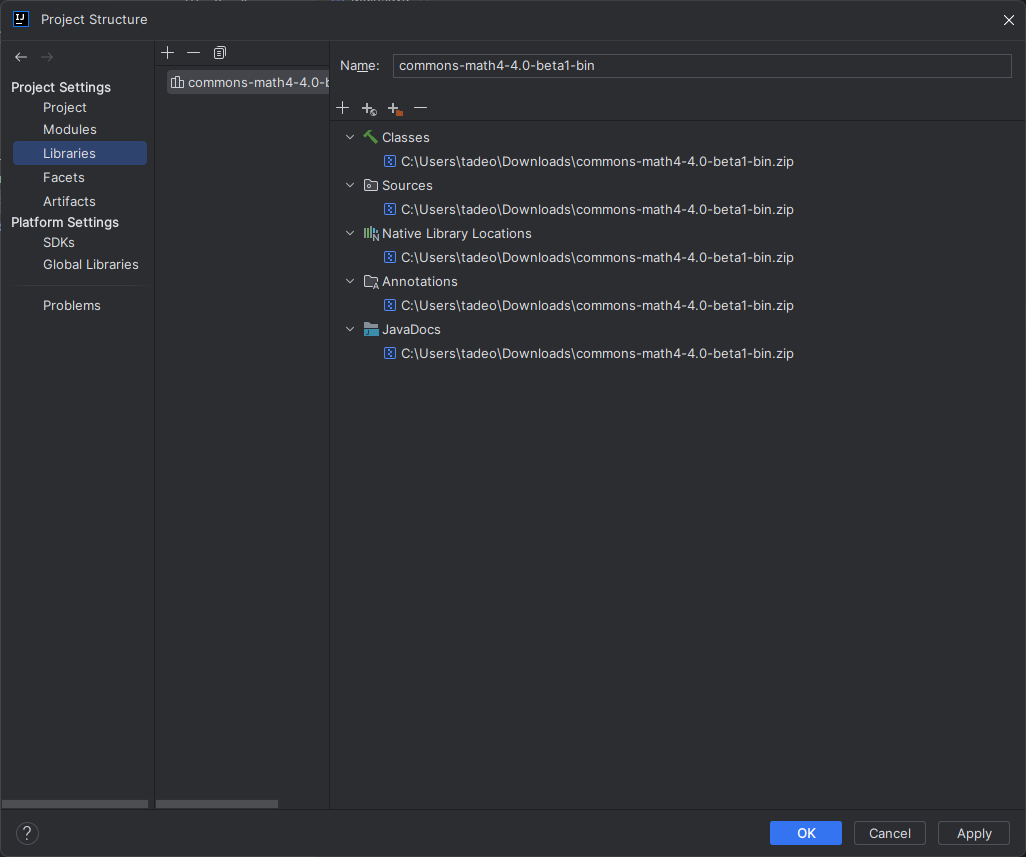 Project Structure
Project Settings
Project
Modules
Libraries
Facets
Artifacts
Platform Settings
SDKs
Global Libraries
Problems
commons-math4-4.0-b
Name: commons-math4-4.0-beta1-bin
Classes
C:\Users\tadeo\Downloads\commons-math4-4.0-beta1-bin.zip
Sources
C:\Users\tadeo\Downloads\commons-math4-4.0-beta1-bin.zip
Native Library Locations
C:\Users\tadeo\Downloads\commons-math4-4.0-beta1-bin.zip
Annotations
C:\Users\tadeo\Downloads\commons-math4-4.0-beta1-bin.zip
JavaDocs
C:\Users\tadeo\Downloads\commons-math4-4.0-beta1-bin.zip
?
OK
Cancel
Apply